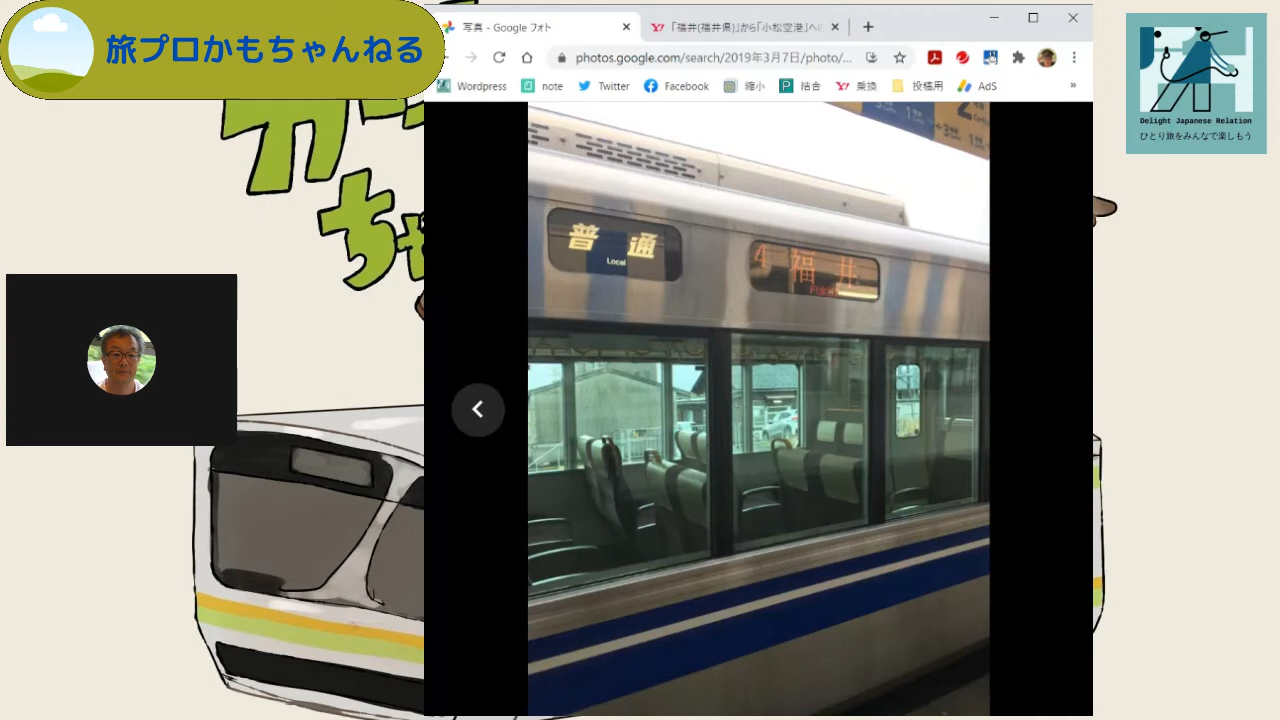 旅プロかもちゃんねる
ちゃ
写真 - Google フォト
「福井(福井県)」から「小松空港」への
photos.google.com/search/2019年3月7日/photo/...
Wordpress
note
Twitter
Facebook
縮小
結合
乗換
投稿用
AdS
»
普通
Local
4 福井
Delight Japanese Relation
ひとり旅をみんなで楽しもう